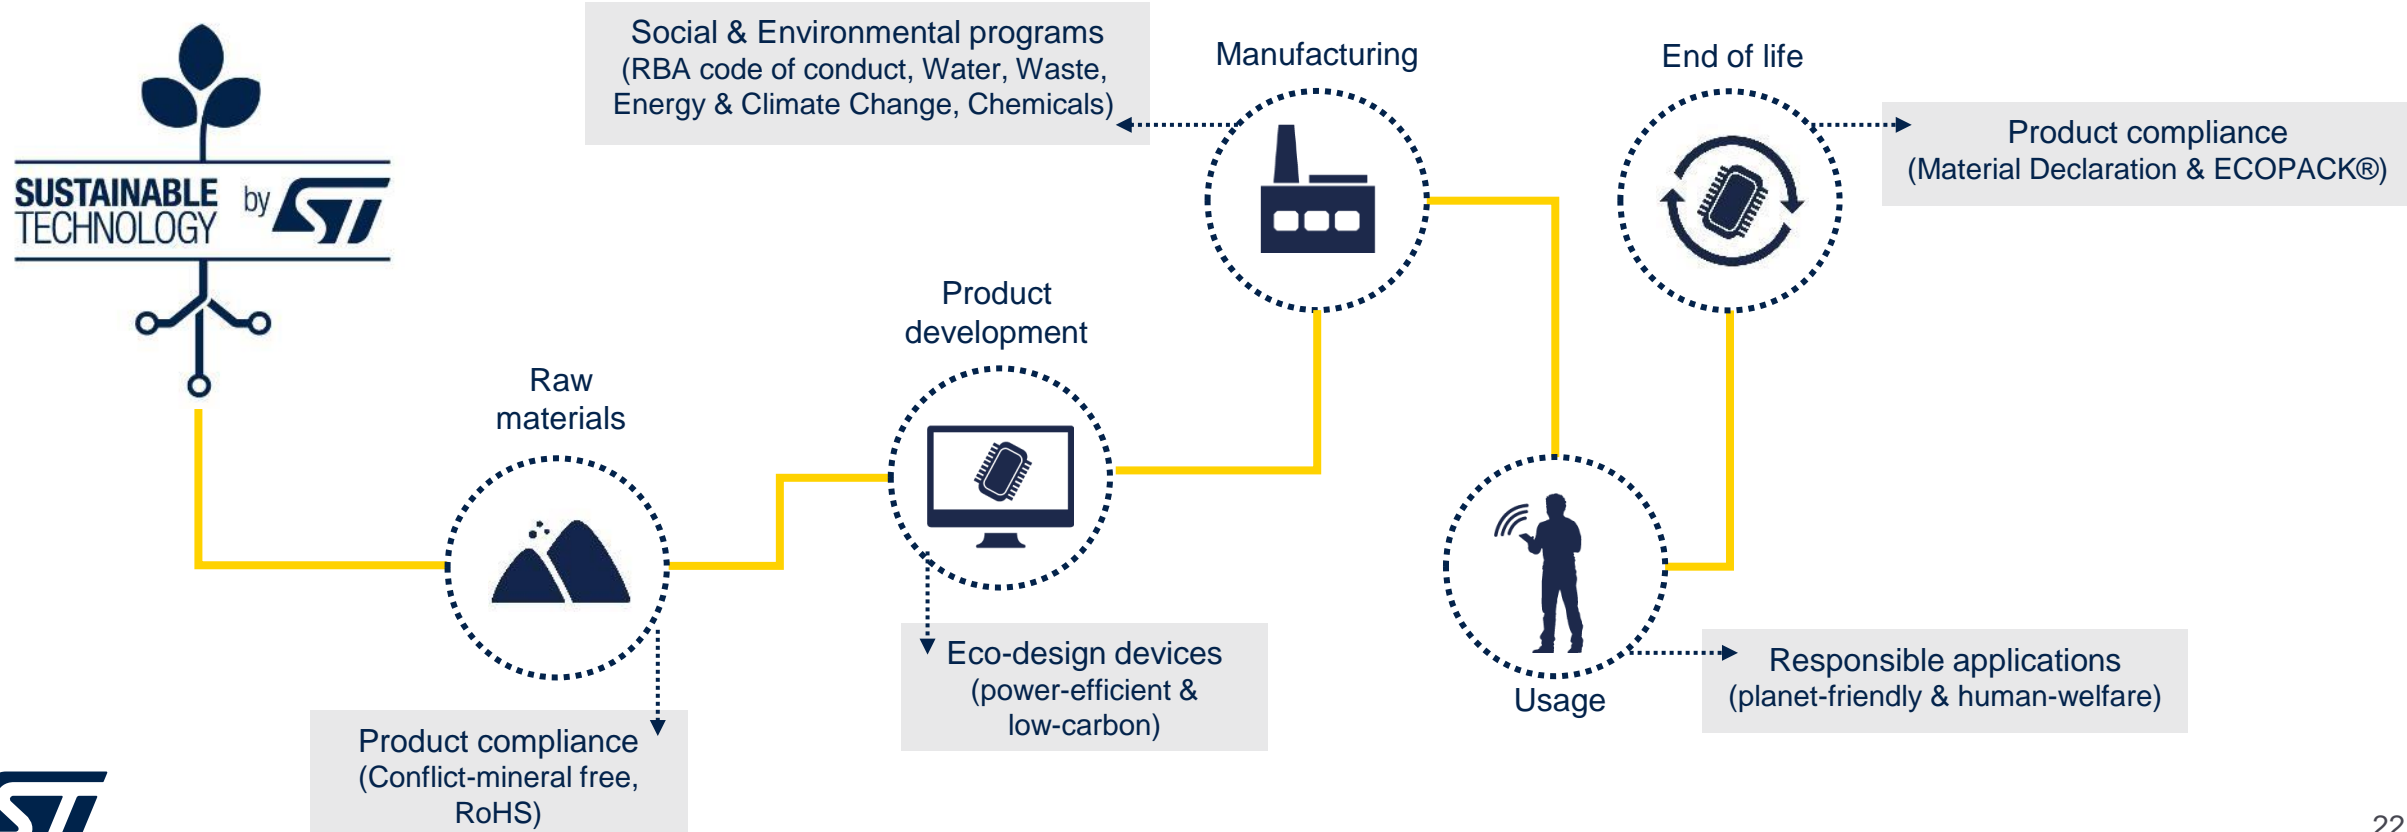 SUSTAINABLE
TECHNOLOGY
by ST
Social & Environmental programs
(RBA code of conduct, Water, Waste,
Energy & Climate Change, Chemicals)
Manufacturing
End of life
Product compliance
(Material Declaration & ECOPACK®)
Product
development
Raw
materials
Eco-design devices
(power-efficient &
low-carbon)
Usage
Responsible applications
(planet-friendly & human-welfare)
Product compliance
(Conflict-mineral free,
RoHS)
ST
22